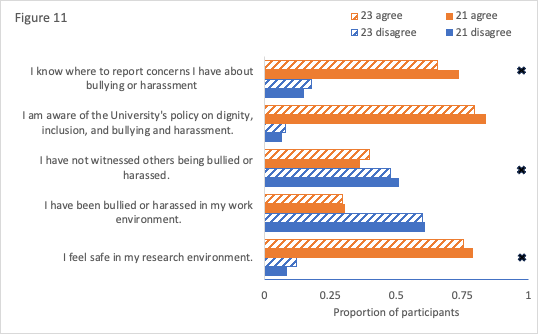 Figure 11
23 agree
21 agree
23 disagree
21 disagree
I know where to report concerns I have about
bullying or harassment
I am aware of the University's policy on dignity,
inclusion, and bullying and harassment.
I have not witnessed others being bullied or
harassed.
I have been bullied or harassed in my work
environment.
I feel safe in my research environment.
0
0.25
0.5
0.75
1
Proportion of participants